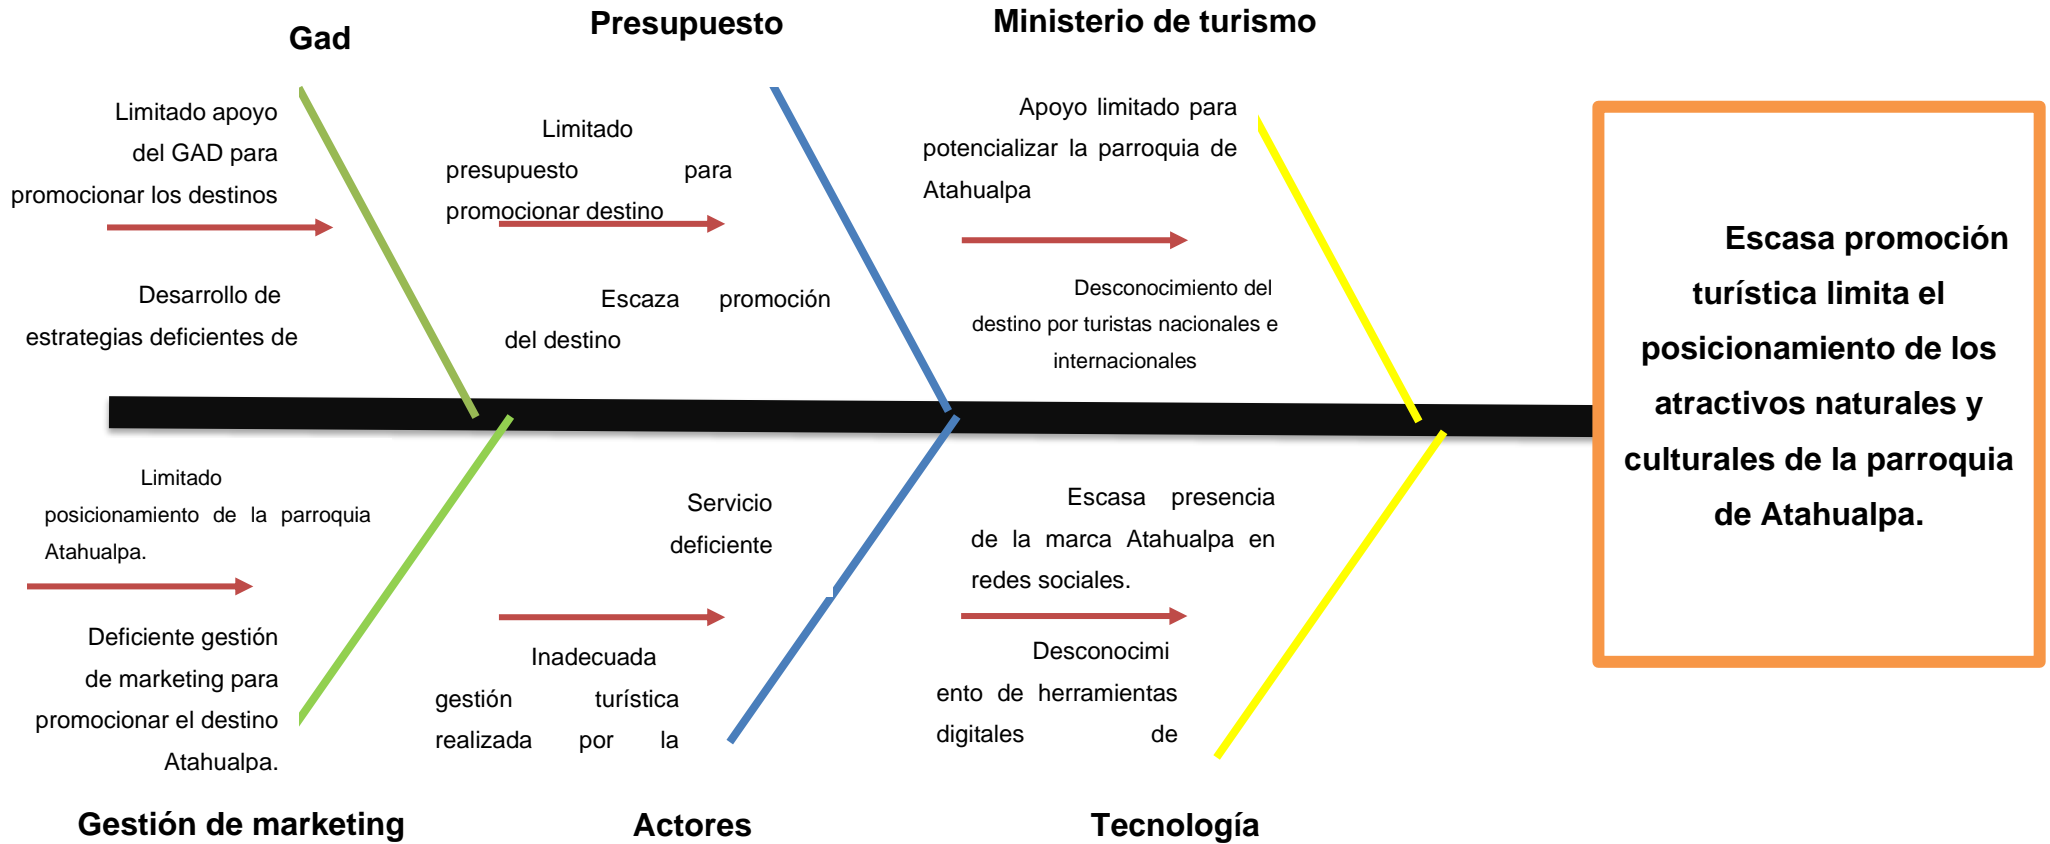 Gad
Presupuesto
Ministerio de turismo
Limitado apoyo
del GAD para
promocionar los destinos
Desarrollo de
estrategias deficientes de
Limitado
presupuesto para
promocionar destino
Escaza promoción
del destino
Apoyo limitado para
potencializar la parroquia de
Atahualpa
Desconocimiento del
destino por turistas nacionales e
internacionales
Escasa promoción
turística limita el
posicionamiento de los
atractivos naturales y
culturales de la parroquia
de Atahualpa.
Limitado
posicionamiento de la parroquia
Atahualpa.
Deficiente gestión
de marketing para
promocionar el destino
Atahualpa.
Servicio
deficiente
Inadecuada
gestión turística
realizada por la
Escasa presencia
de la marca Atahualpa en
redes sociales.
Desconocimi
ento de herramientas
digitales de
Gestión de marketing
Actores
Tecnología